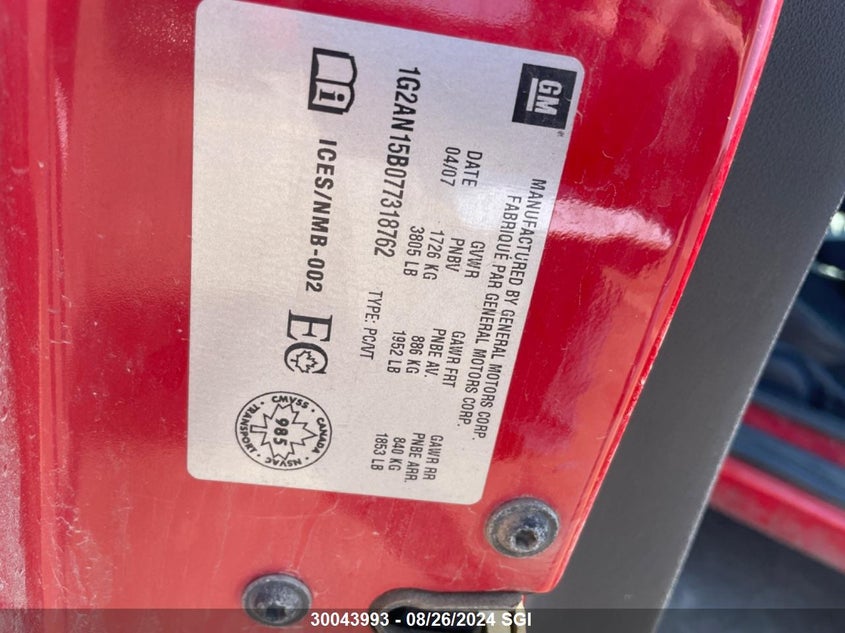 GM
MANUFACTURED BY GENERAL MOTORS CORP.
FABRIQUÉ PAR GENERAL MOTORS CORP.
DATE GVWR GAWR FRT GAWR RR
04/07 PNBV PNBE AV. PNBE ARR.
1726 KG 886 KG 840 KG
3805 LB 1952 LB 1853 LB
1G2AN15B077318762 TYPE: PC/VT
i ICES/NMB-002 EC
CANADA
CMVSS
985
NSVAC
TRANSPORT
30043993 - 08/26/2024 SGI